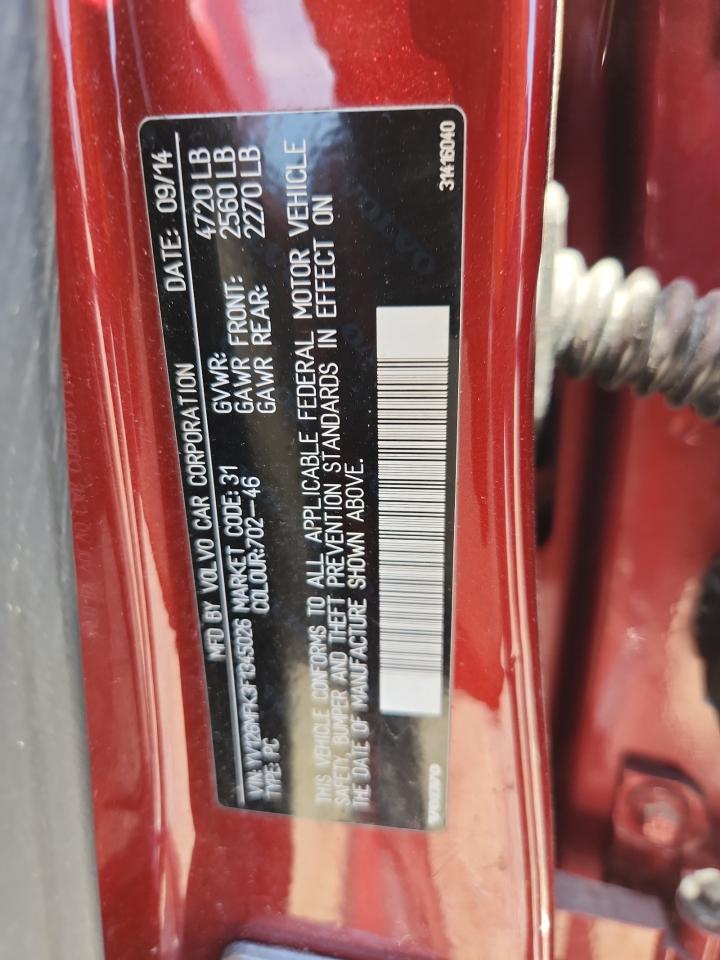 MFD BY VOLVO CAR CORPORATION DATE: 09/14
VIN: YV126MFK3F1345026 MARKET CODE: 31 GVWR: 4720 LB
TYPE: PC COLOUR:702-46 GAWR FRONT: 2560 LB
GAWR REAR: 2270 LB
THIS VEHICLE CONFORMS TO ALL APPLICABLE FEDERAL MOTOR VEHICLE
SAFETY, BUMPER AND THEFT PREVENTION STANDARDS IN EFFECT ON
THE DATE OF MANUFACTURE SHOWN ABOVE.
31416040